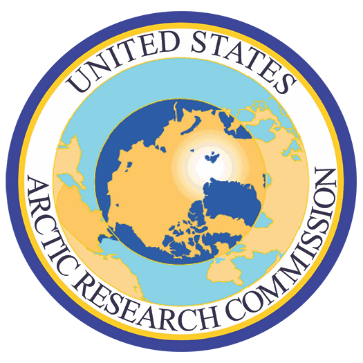 UNITED STATES
ARCTIC RESEARCH COMMISSION